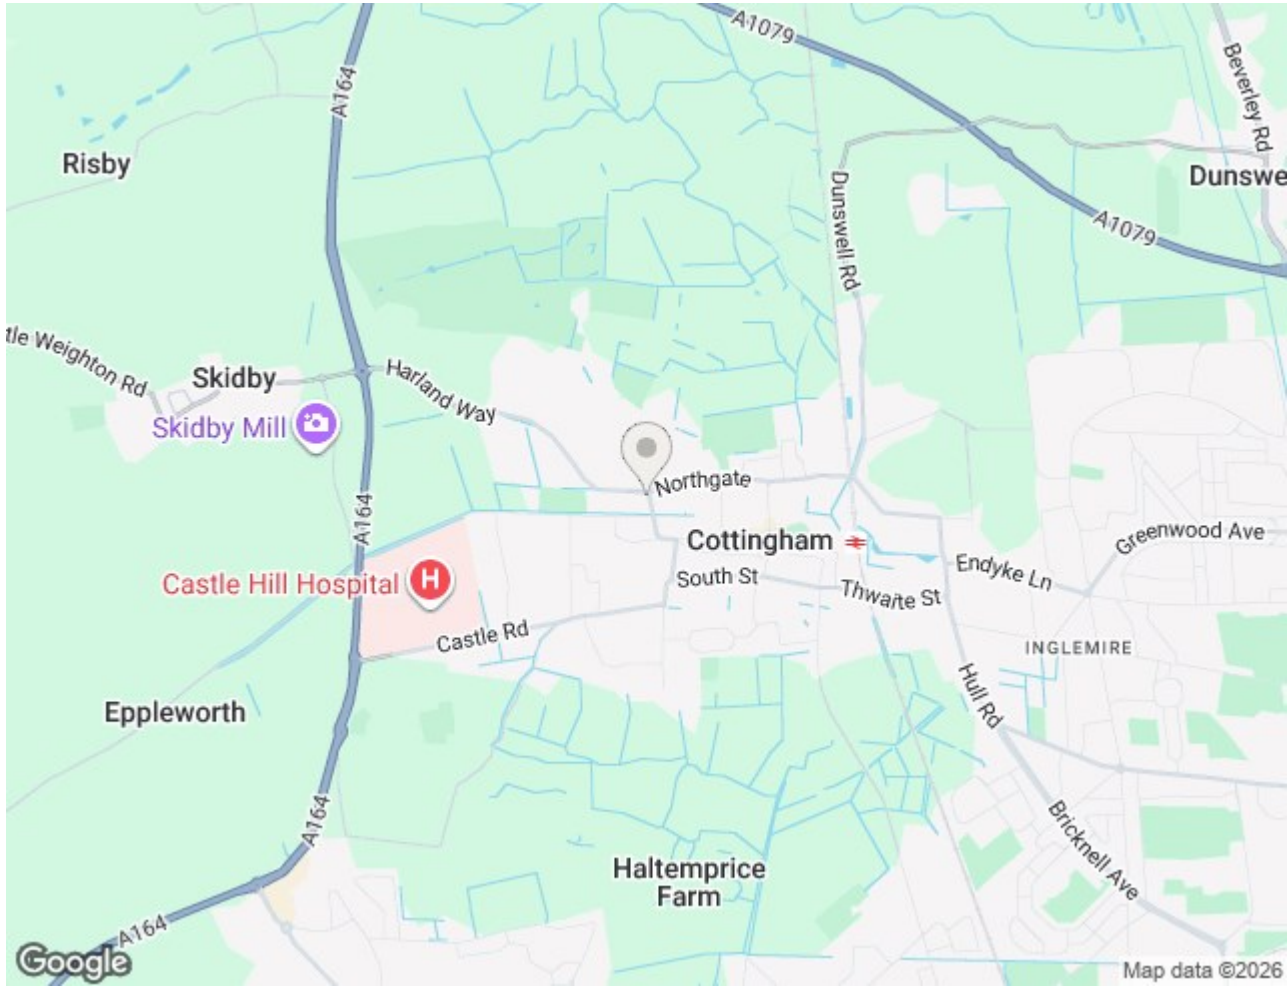 A164
A1079
Beverley Rd
Risby
Dunswe
Dunswell Rd
A1079
tle Weighton Rd
Skidby
Harland Way
Skidby Mill
Northgate
A164
Cottingham
Greenwood Ave
Castle Hill Hospital
H
South St
Endyke Ln
Thwaite St
Castle Rd
INGLEMIRE
Eppleworth
Hull Rd
A164
Haltemprice
Farm
Bricknell Ave
A164
Google
Map data ©2026